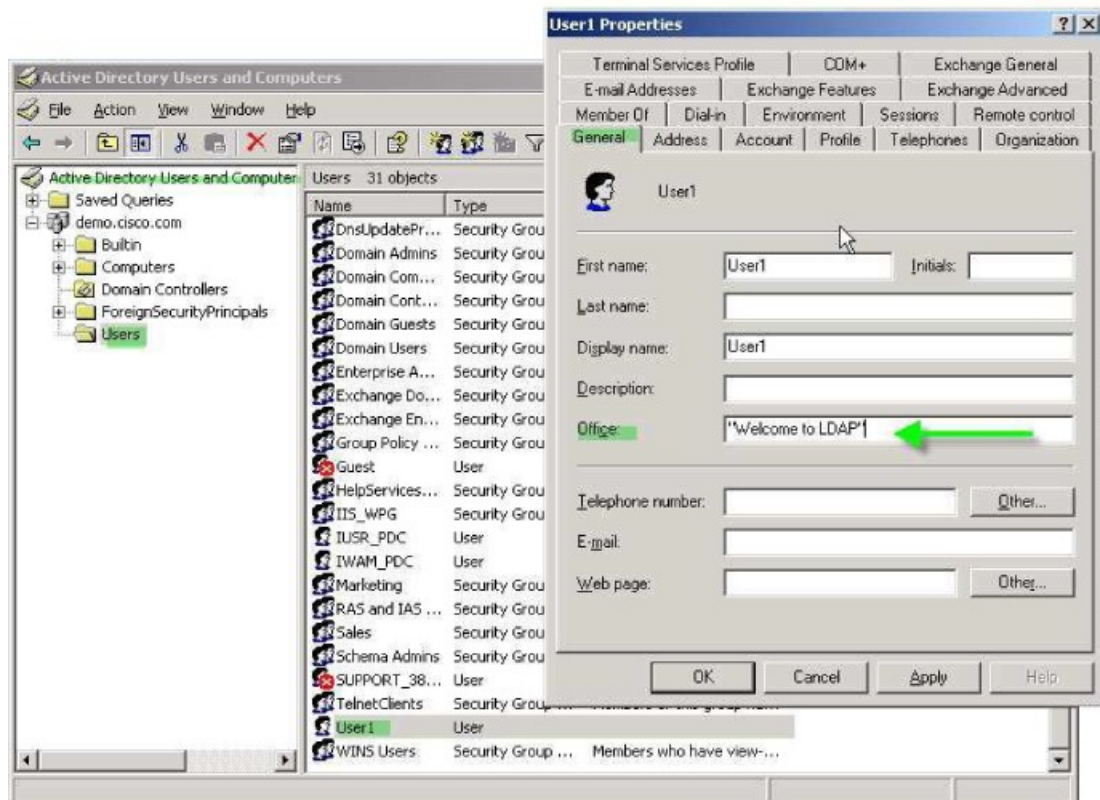 Active Directory Users and Computers
File Action View Window Help
Active Directory Users and Computer
Saved Queries
demo.cisco.com
Builtin
Computers
Domain Controllers
ForeignSecurityPrincipals
Users
Users 31 objects
Name Type
DnsUpdatePr... Security Grou
Domain Admins Security Grou
Domain Com... Security Grou
Domain Cont... Security Grou
Domain Guests Security Grou
Domain Users Security Grou
Enterprise A... Security Grou
Exchange Do... Security Grou
Exchange En... Security Grou
Group Policy ... Security Grou
Guest User
HelpServices... Security Grou
IIS_WPG Security Grou
IUSR_PDC User
IWAM_PDC User
Marketing Security Grou
RAS and IAS ... Security Grou
Sales Security Grou
Schema Admins Security Grou
SUPPORT_38... User
TelnetClients Security Group ...
User1 User
WINS Users Security Group ... Members who have view-...
User1 Properties
Terminal Services Profile COM+ Exchange General
E-mail Addresses Exchange Features Exchange Advanced
Member Of Dial-in Environment Sessions Remote control
General Address Account Profile Telephones Organization
User1
First name: User1 Initials:
Last name:
Display name: User1
Description:
Office: "Welcome to LDAP"
Telephone number: Other...
E-mail:
Web page: Other...
OK Cancel Apply Help